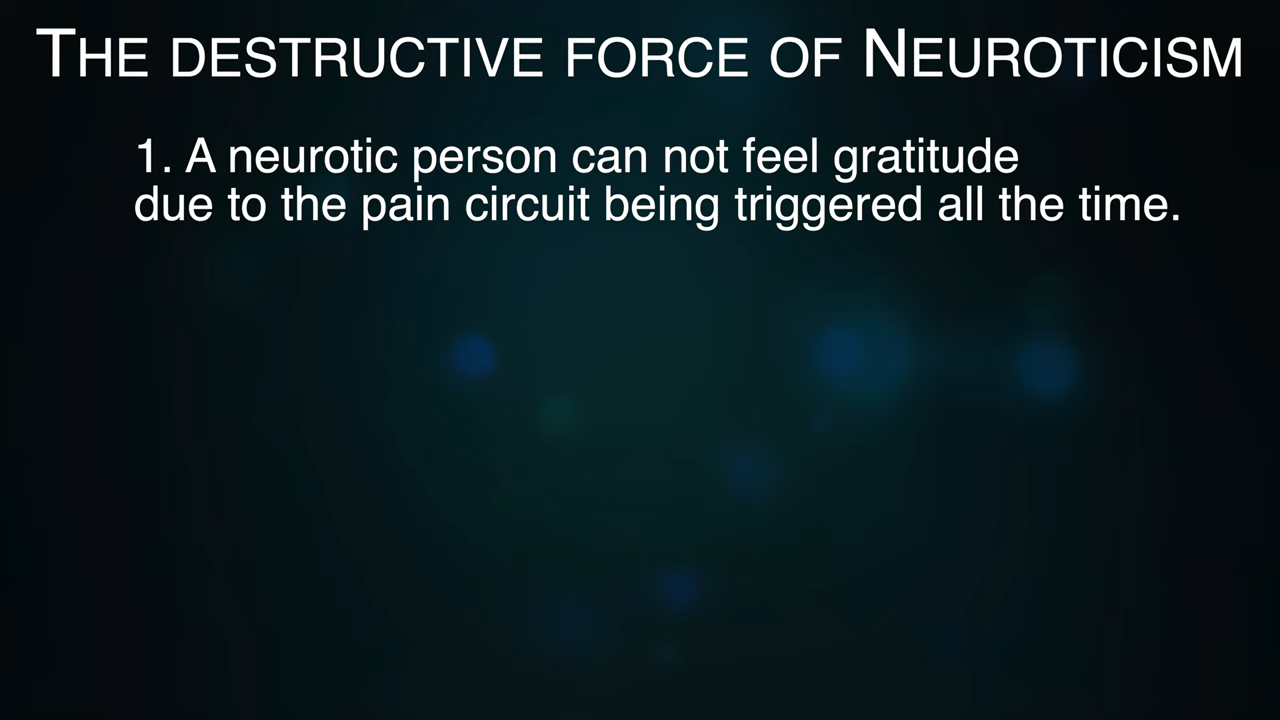 THE DESTRUCTIVE FORCE OF NEUROTICISM
1. A neurotic person can not feel gratitude
due to the pain circuit being triggered all the time.